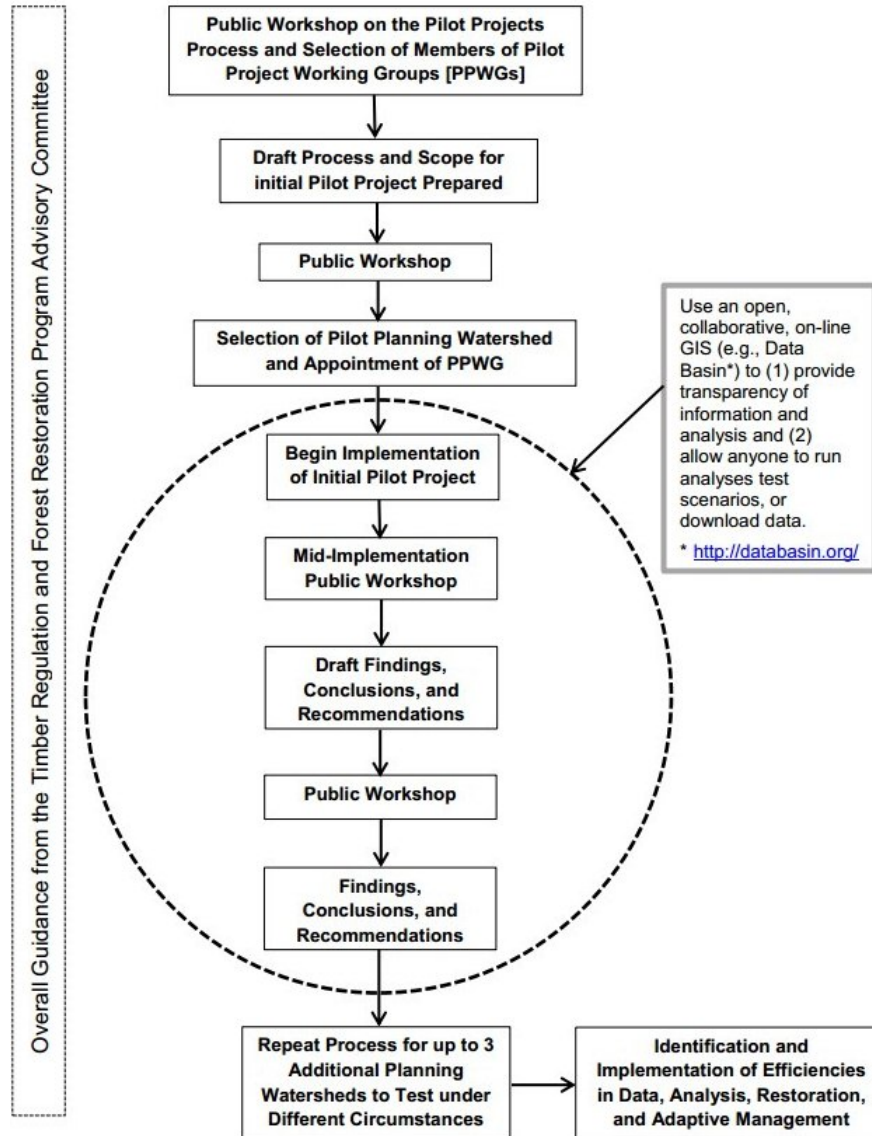 Overall Guidance from the Timber Regulation and Forest Restoration Program Advisory Committee
Public Workshop on the Pilot Projects
Process and Selection of Members of Pilot
Project Working Groups [PPWGs]
Draft Process and Scope for
initial Pilot Project Prepared
Public Workshop
Selection of Pilot Planning Watershed
and Appointment of PPWG
Use an open,
collaborative, on-line
GIS (e.g., Data
Basin*) to (1) provide
transparency of
information and
analysis and (2)
allow anyone to run
analyses test
scenarios, or
download data.
* http://databasin.org/
Begin Implementation
of Initial Pilot Project
Mid-Implementation
Public Workshop
Draft Findings,
Conclusions, and
Recommendations
Public Workshop
Findings,
Conclusions, and
Recommendations
Repeat Process for up to 3
Additional Planning
Watersheds to Test under
Different Circumstances
Identification and
Implementation of Efficiencies
in Data, Analysis, Restoration,
and Adaptive Management